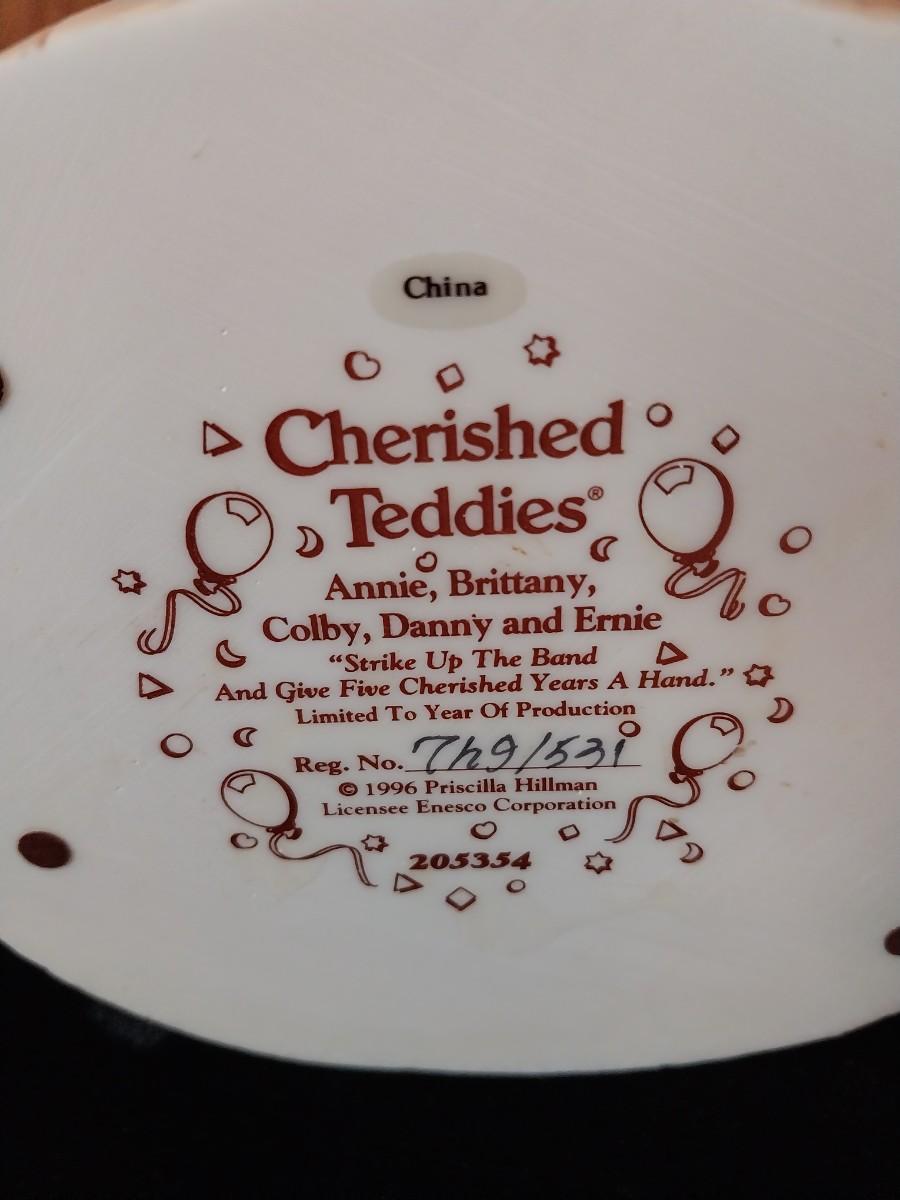 China
Cherished
Teddies®
Annie, Brittany,
Colby, Danny and Ernie
“Strike Up The Band
And Give Five Cherished Years A Hand.”
Limited To Year Of Production
Reg. No. 7h9/531
© 1996 Priscilla Hillman
Licensee Enesco Corporation
205354